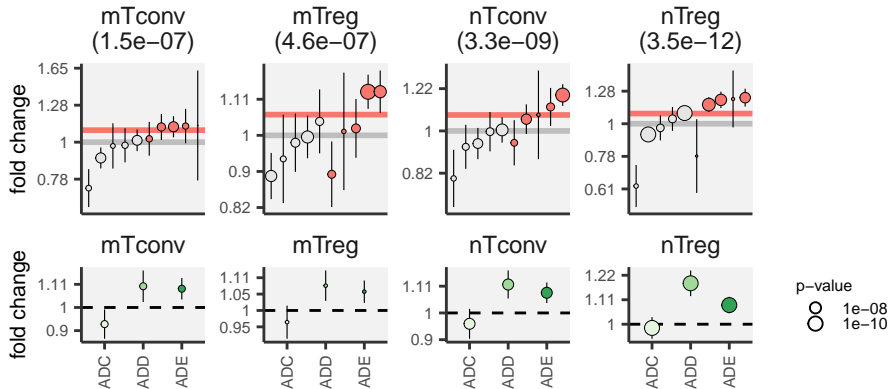 mTconv
(1.5e−07)
mTreg
(4.6e−07)
nTconv
(3.3e−09)
nTreg
(3.5e−12)
fold change
1.65
1.28
1
0.78
1.11
1
0.9
0.82
1.22
1
0.82
1.28
1
0.78
0.61
mTconv
mTreg
nTconv
nTreg
fold change
1.11
1
0.9
1.11
1.05
1
0.95
1.11
1
0.9
1.22
1.11
1
ADC
ADD
ADE
ADC
ADD
ADE
ADC
ADD
ADE
ADC
ADD
ADE
p−value
1e−08
1e−10